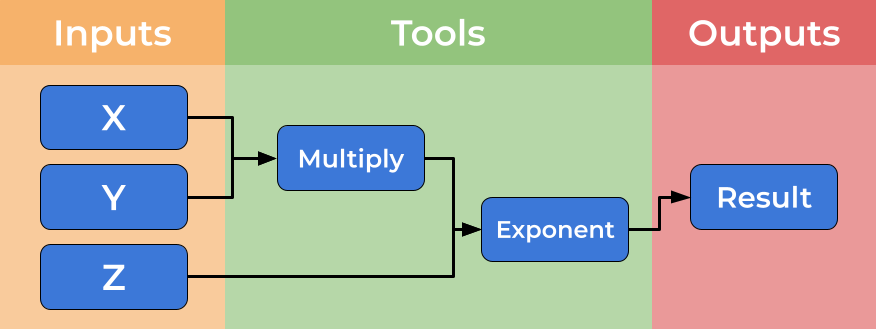 Inputs
Tools
Outputs
X
Y
Z
Multiply
Exponent
Result